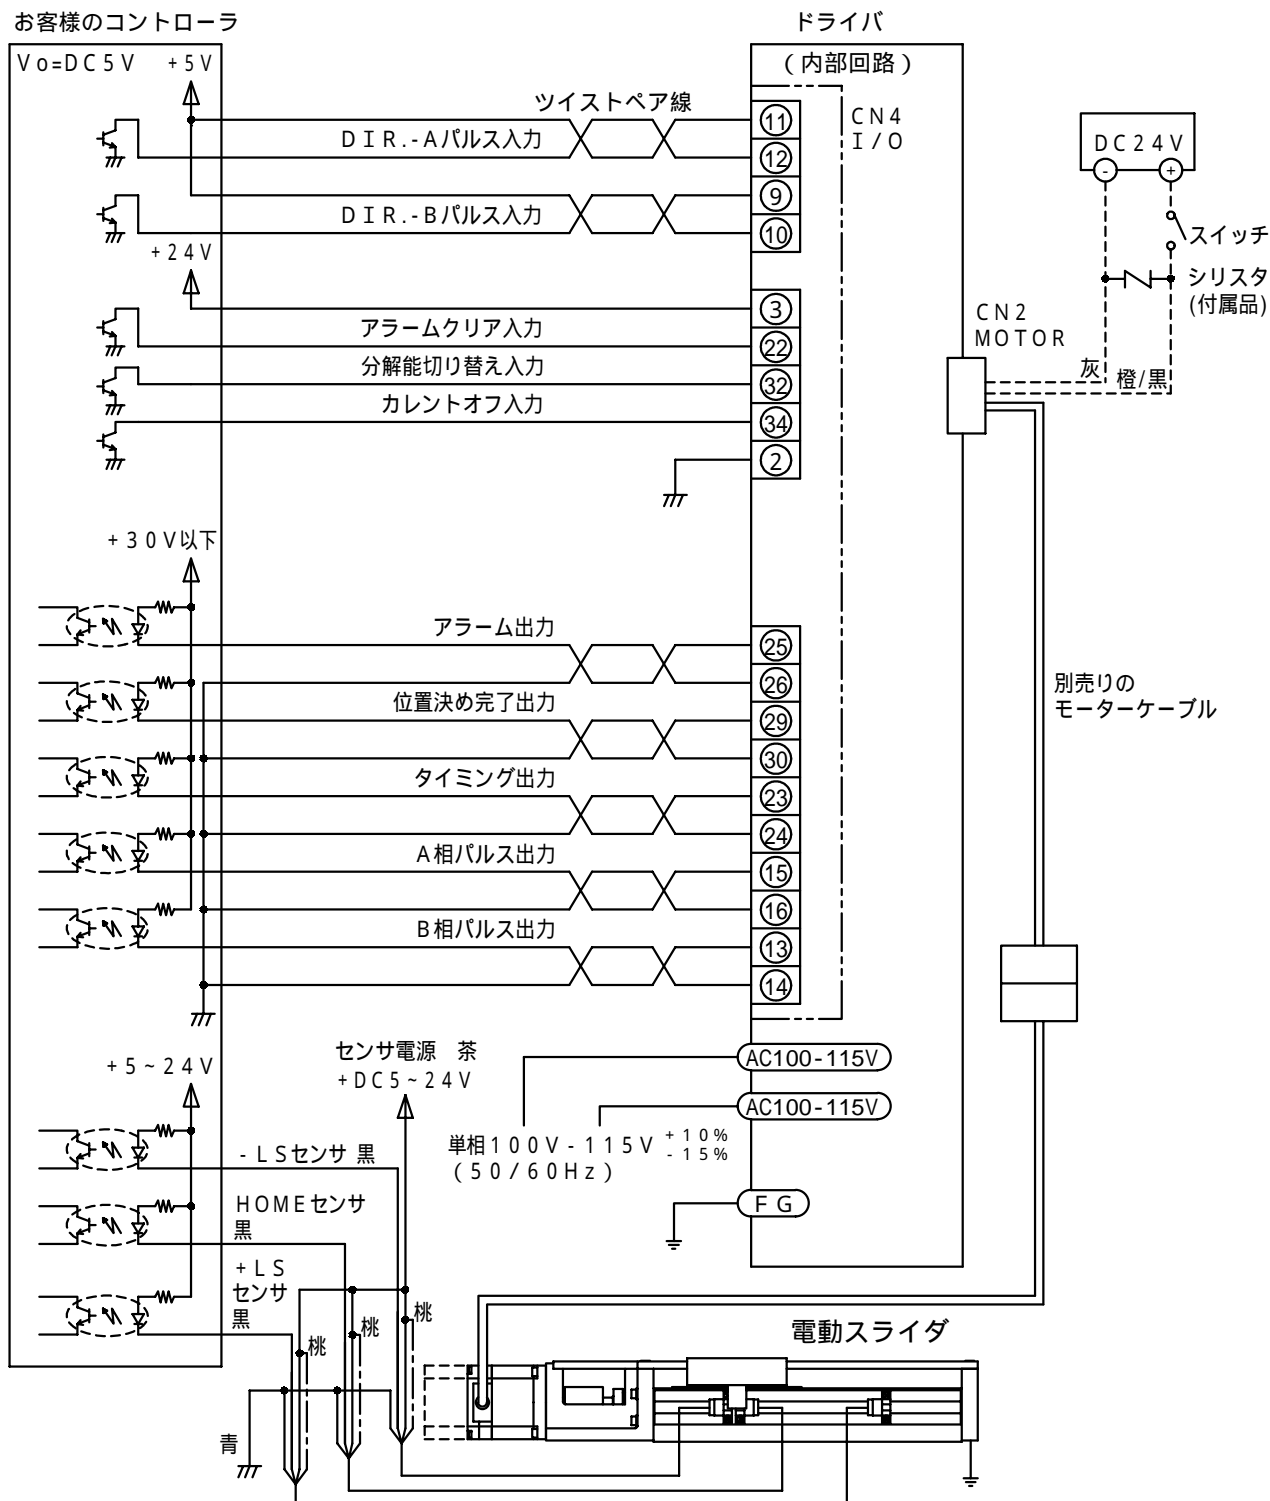 お客様のコントローラ
ドライバ
Vo=DC5V
+5V
(内部回路)
ツイストペア線
CN4
I/O
DIR.-Aパルス入力
11
12
DC24V
-
+
9
DIR.-Bパルス入力
10
スイッチ
+24V
シリスタ
(付属品)
3
CN2
MOTOR
アラームクリア入力
22
分解能切り替え入力
32
灰
橙/黒
カレントオフ入力
34
2
+30V以下
アラーム出力
25
26
別売りの
モーターケーブル
位置決め完了出力
29
30
タイミング出力
23
24
A相パルス出力
15
16
B相パルス出力
13
14
センサ電源 茶
+DC5~24V
AC100-115V
+5~24V
AC100-115V
単相100V-115V +10%
-15%
(50/60Hz)
-LSセンサ 黒
HOMEセンサ
黒
FG
+LS
センサ
黒
桃
桃
桃
電動スライダ
青